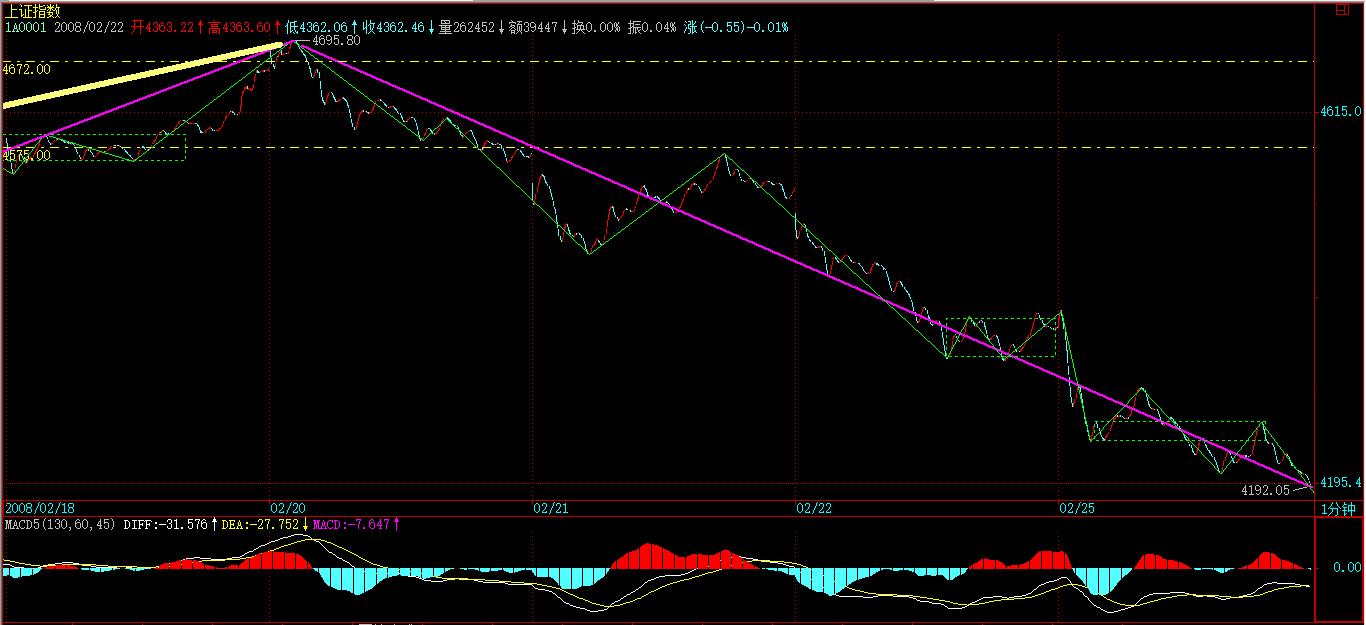 上证指数
1A0001 2008/02/22 开4363.22↑高4363.60↑低4362.06↑收4362.46↓量262452↓额39447↓换0.00% 振0.04% 涨(-0.55)-0.01%
4695.80
4672.00
4615.0
4575.00
4195.4
4192.05
2008/02/18 02/20 02/21 02/22 02/25 1分钟
MACD5(130,60,45) DIFF:-31.576↑DEA:-27.752↓MACD:-7.647↑
0.00